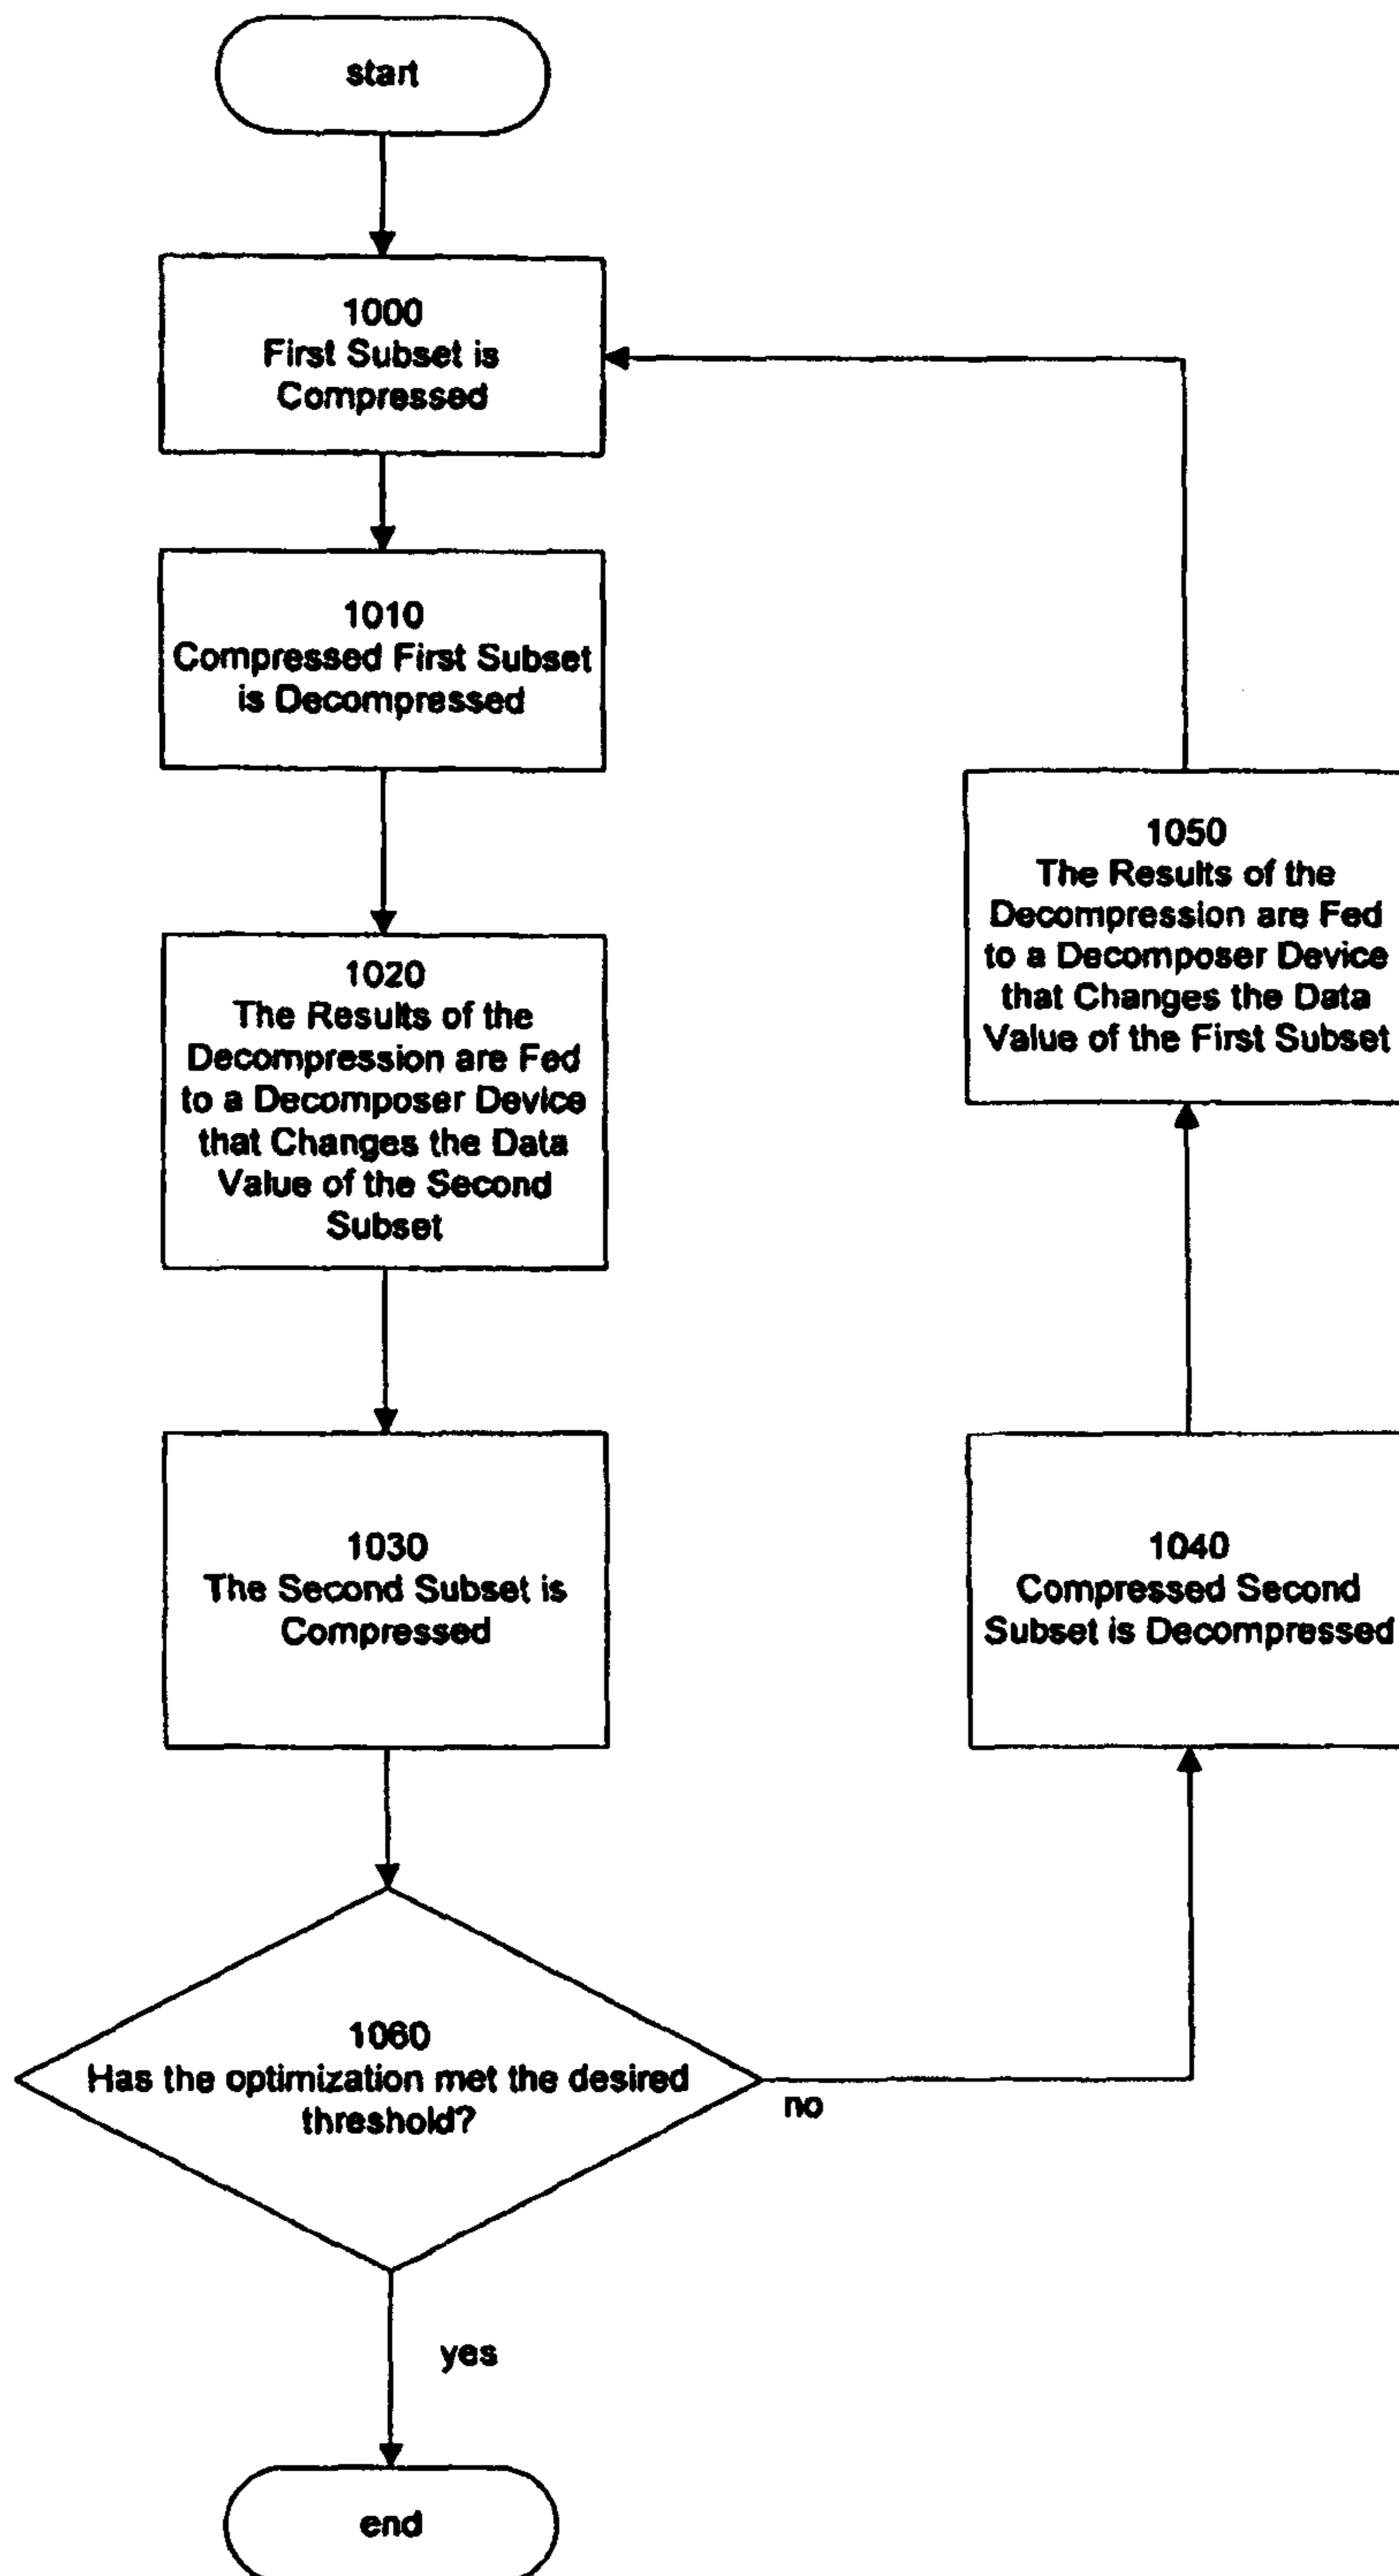 start
1000
First Subset is
Compressed
1010
Compressed First Subset
is Decompressed
1020
The Results of the
Decompression are Fed
to a Decomposer Device
that Changes the Data
Value of the Second
Subset
1030
The Second Subset is
Compressed
1060
Has the optimization met the desired
threshold?
no
yes
end
1050
The Results of the
Decompression are Fed
to a Decomposer Device
that Changes the Data
Value of the First Subset
1040
Compressed Second
Subset is Decompressed